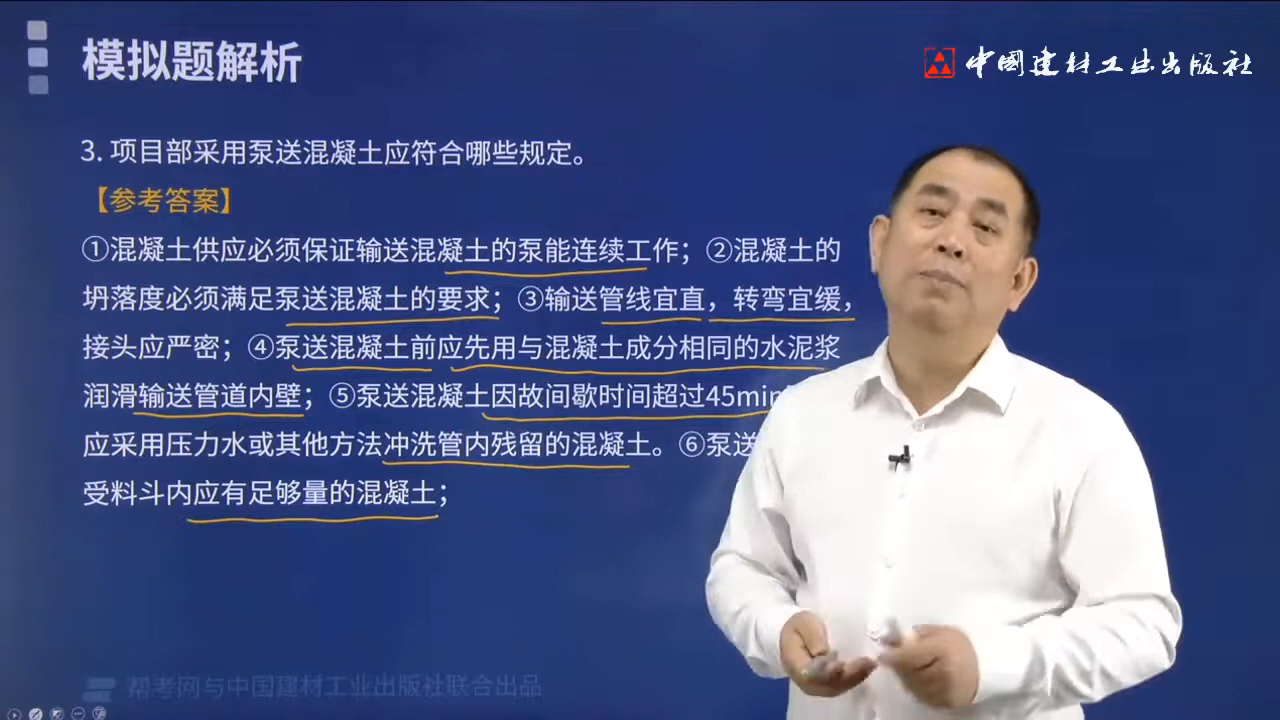 模拟题解析
中国建材工业出版社
3. 项目部采用泵送混凝土应符合哪些规定。
【参考答案】
①混凝土供应必须保证输送混凝土的泵能连续工作；②混凝土的
坍落度必须满足泵送混凝土的要求；③输送管线宜直，转弯宜缓，
接头应严密；④泵送混凝土前应先用与混凝土成分相同的水泥浆
润滑输送管道内壁；⑤泵送混凝土因故间歇时间超过45min
应采用压力水或其他方法冲洗管内残留的混凝土。⑥泵送
受料斗内应有足够量的混凝土；
帮考网与中国建材工业出版社联合出品